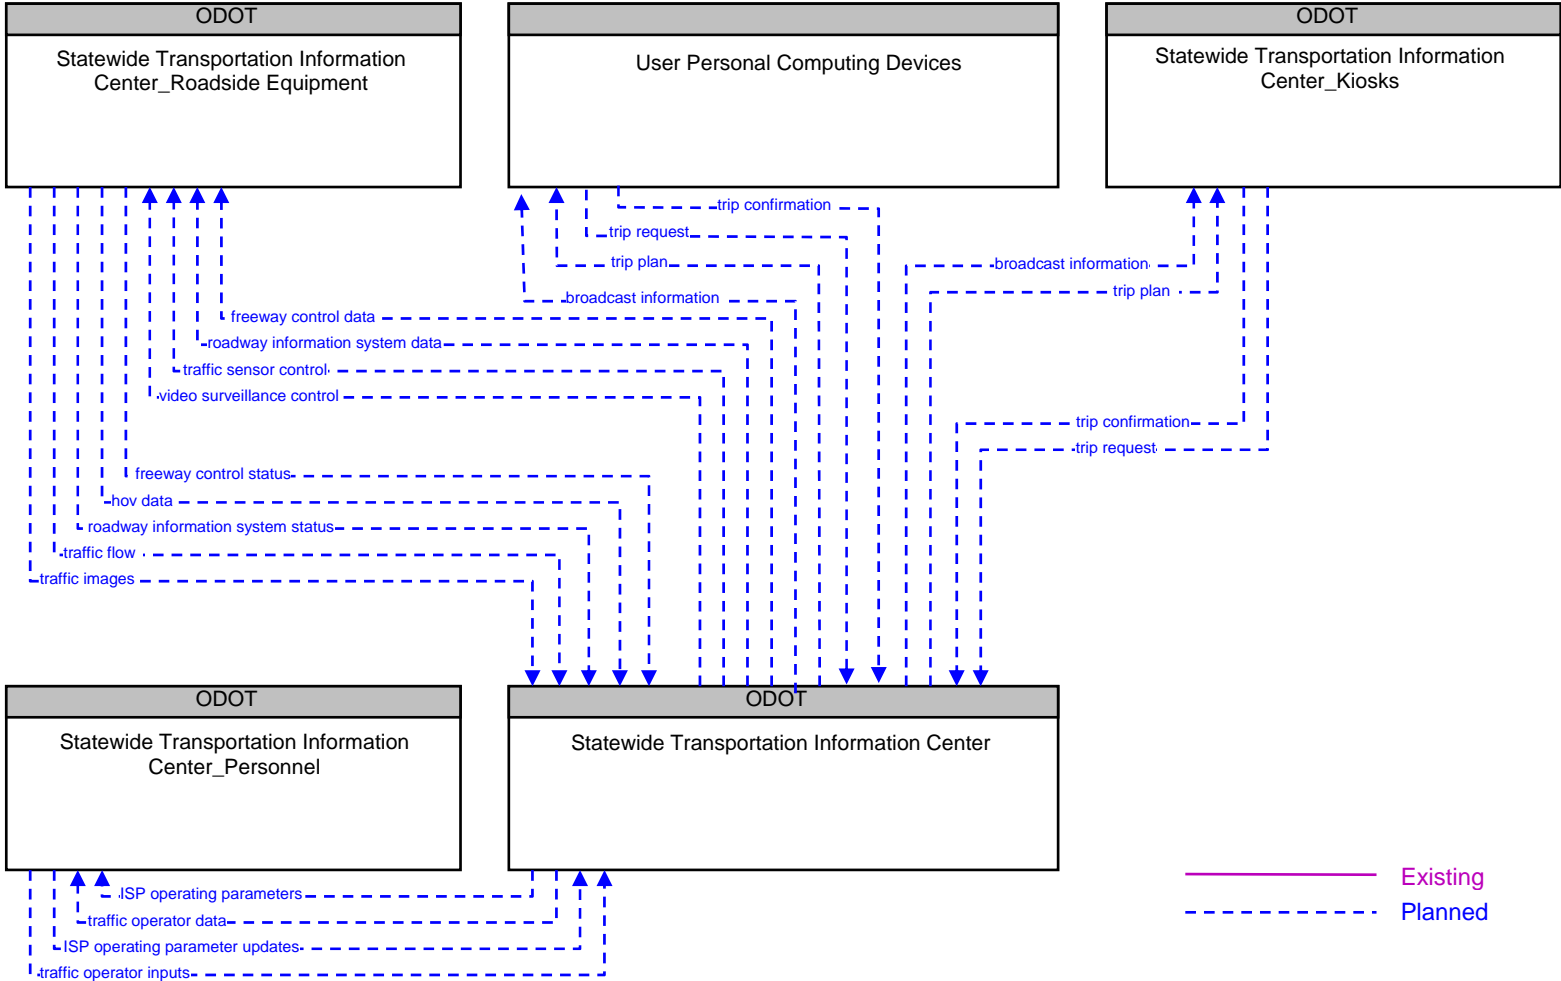 ODOT
Statewide Transportation Information
Center_Roadside Equipment
User Personal Computing Devices
ODOT
Statewide Transportation Information
Center_Kiosks
trip confirmation
trip request
trip plan
broadcast information
broadcast information
trip plan
freeway control data
roadway information system data
traffic sensor control
video surveillance control
trip confirmation
trip request
freeway control status
hov data
roadway information system status
traffic flow
traffic images
ODOT
Statewide Transportation Information
Center_Personnel
ODOT
Statewide Transportation Information Center
ISP operating parameters
traffic operator data
ISP operating parameter updates
traffic operator inputs
Existing
Planned